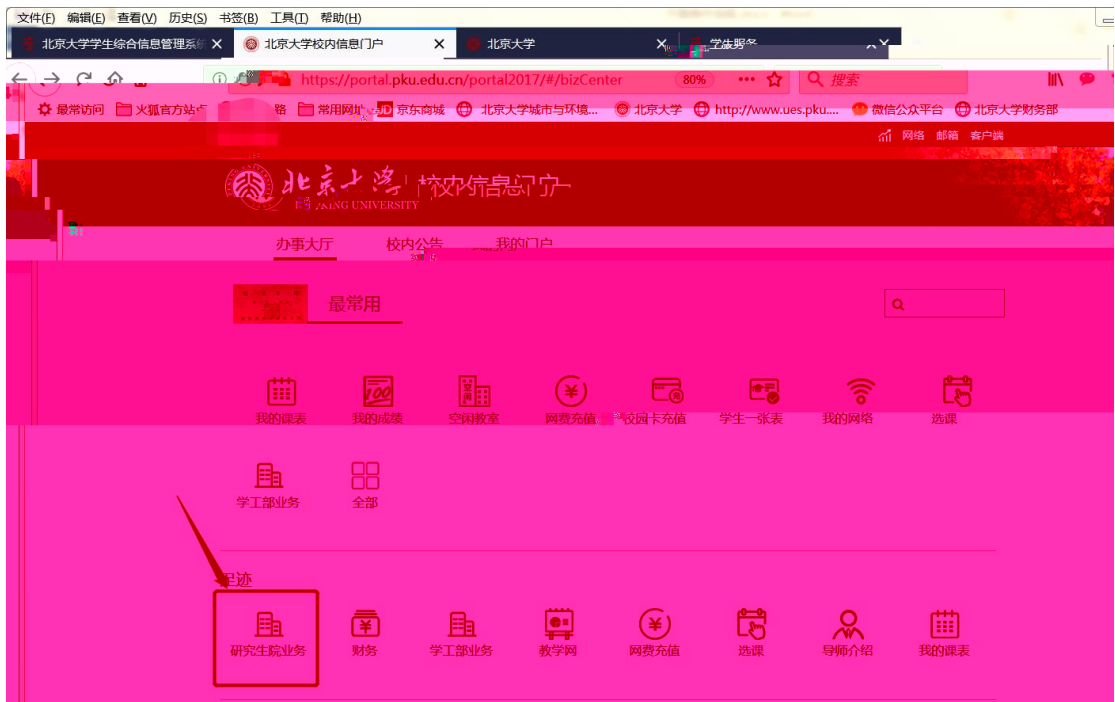 文件(F) 编辑(E) 查看(V) 历史(S) 书签(B) 工具(T) 帮助(H)
北京大学学生综合信息管理系统 北京大学校内信息门户 北京大学
https://portal.pku.edu.cn/portal2017/#/bizCenter 80% 搜索
最常访问 火狐官方站点 常用网址 JD 京东商城 北京大学城市与环境... 北京大学 http://www.ues.pku.... 微信公众平台 北京大学财务部
网络 邮箱 客户端
北京大学 校内信息门户
UNIVERSITY
办事大厅 校内公告 我的门户
最常用
我的课表 我的成绩 空闲教室 网费充值 校园卡充值 学生一张表 我的网络 选课
学工部业务 全部
足迹
研究生院业务 财务 学工部业务 教学网 网费充值 选课 导师介绍 我的课表